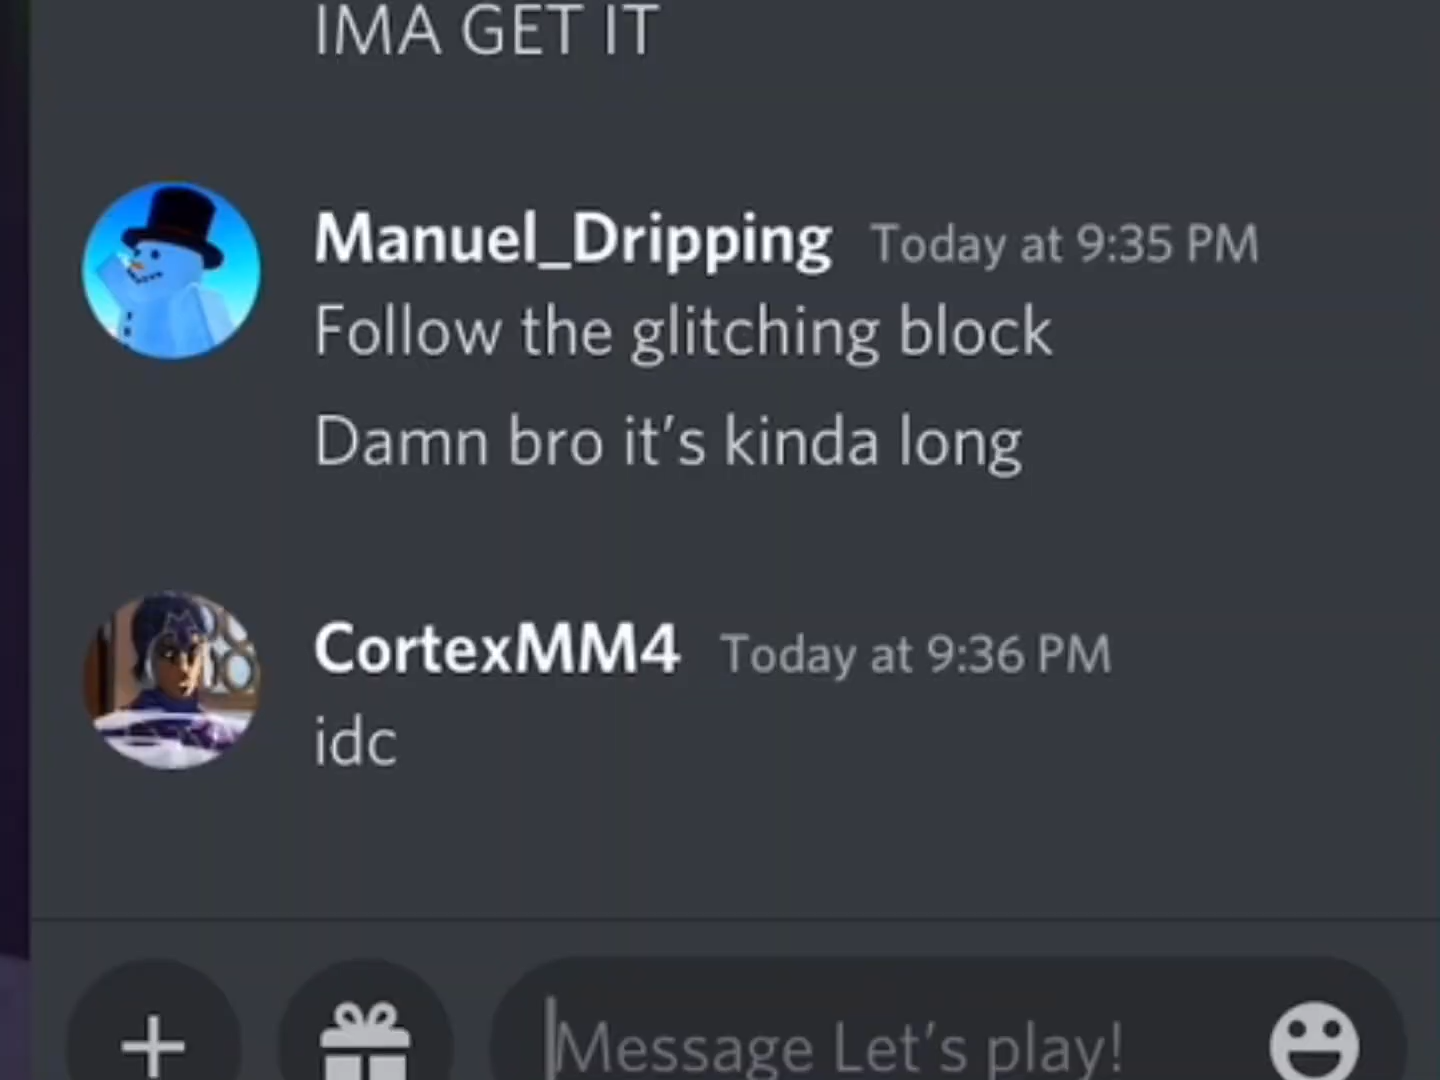 IMA GET IT
Manuel_Dripping Today at 9:35 PM
Follow the glitching block
Damn bro it’s kinda long
CortexMM4 Today at 9:36 PM
idc
Message Let’s play!